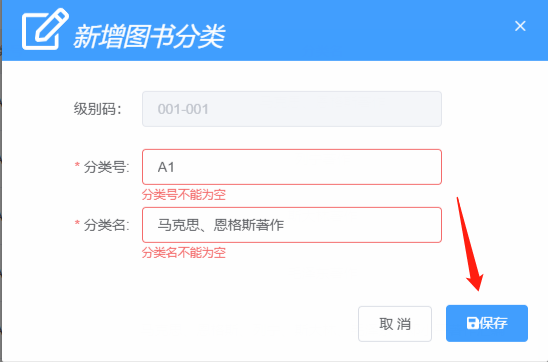 新增图书分类
级别码： 001-001
* 分类号: A1
分类号不能为空
* 分类名: 马克思、恩格斯著作
分类名不能为空
取 消 保存